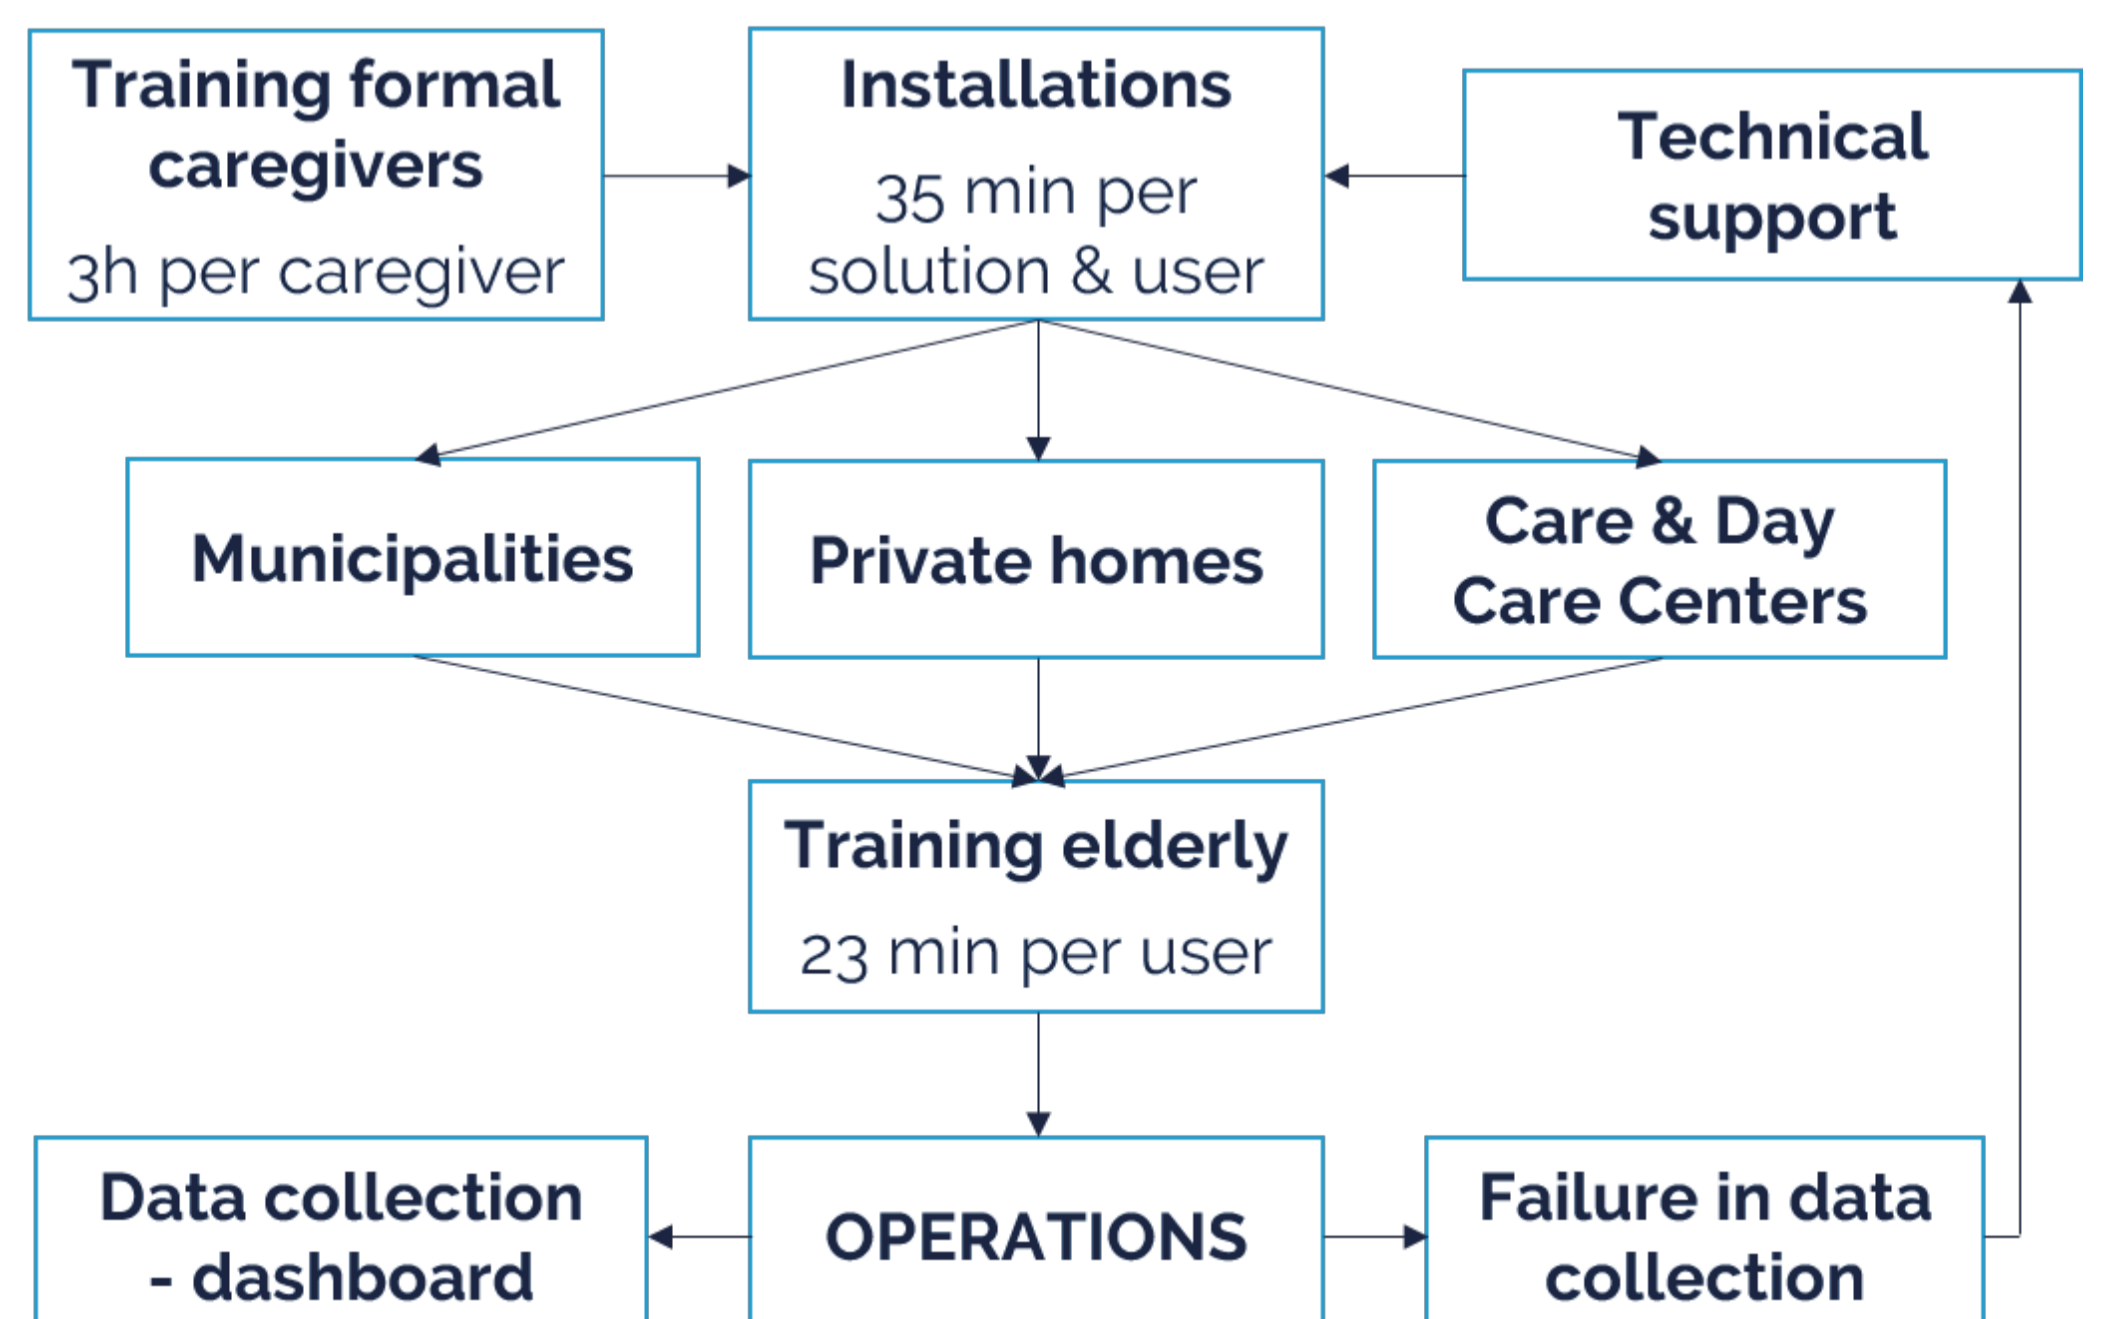 Training formal
caregivers
3h per caregiver
Installations
35 min per
solution & user
Technical
support
Municipalities
Private homes
Care & Day
Care Centers
Training elderly
23 min per user
Data collection
- dashboard
OPERATIONS
Failure in data
collection